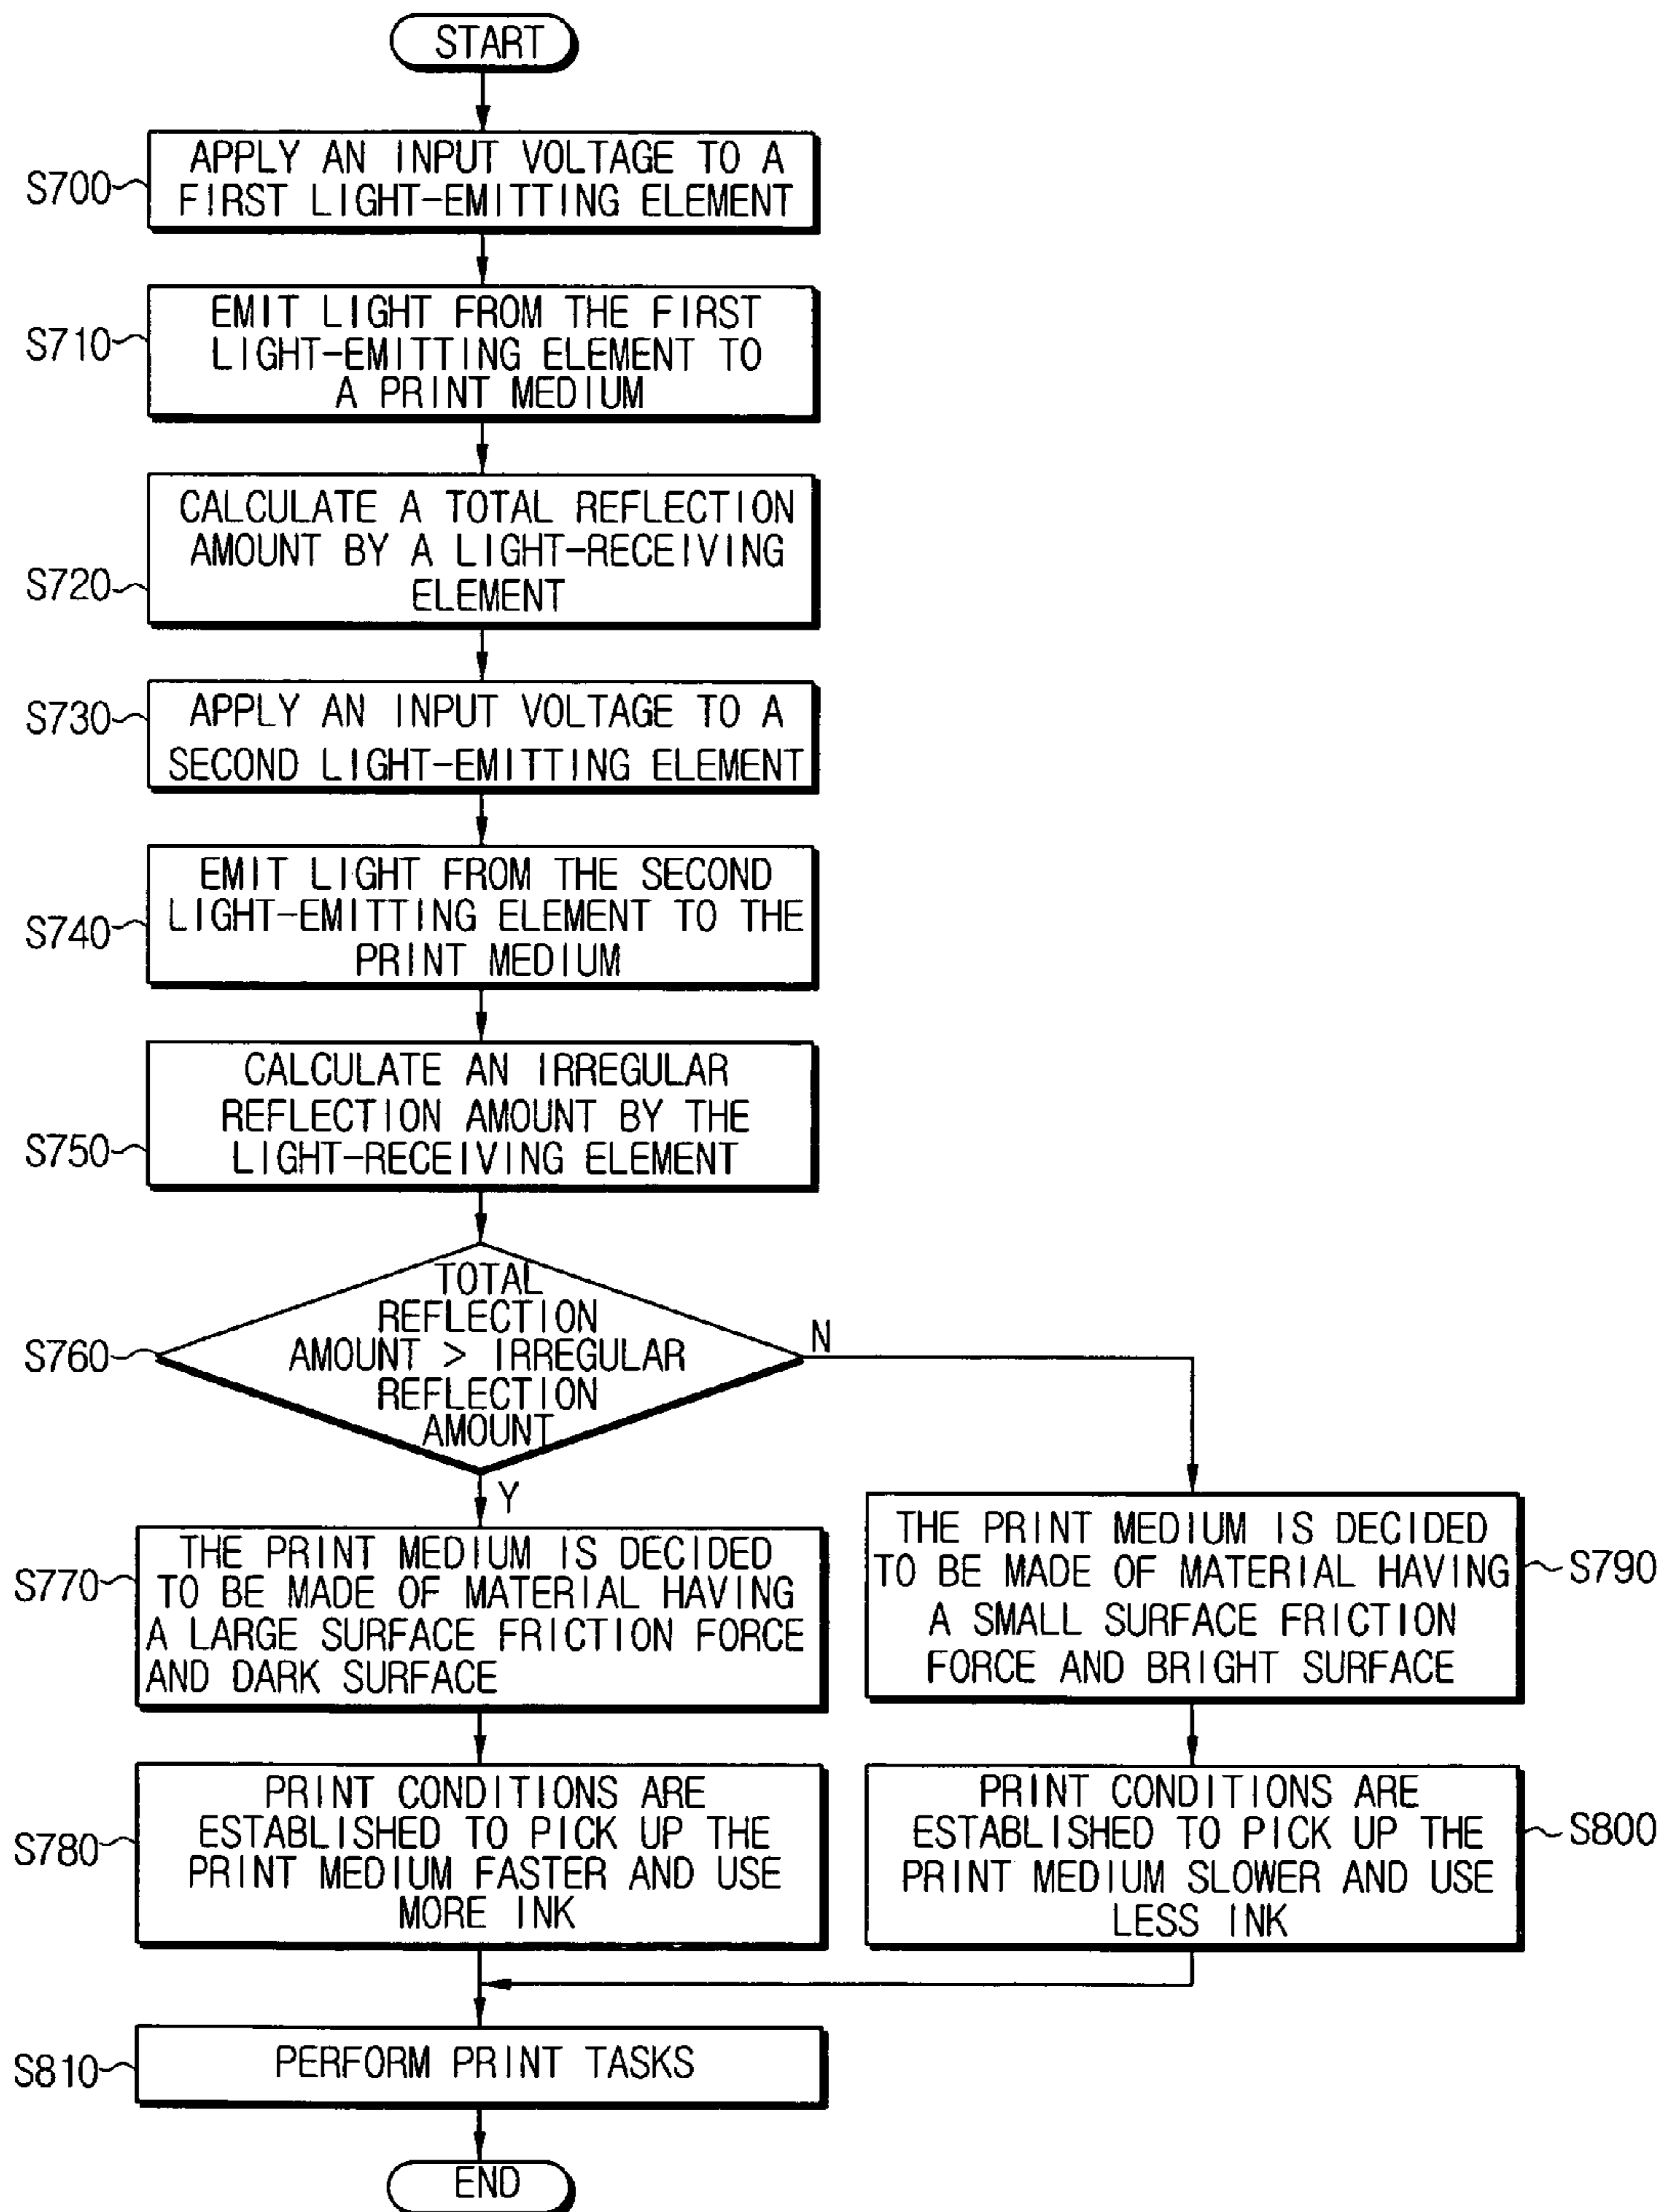 START
S700
APPLY AN INPUT VOLTAGE TO A
FIRST LIGHT-EMITTING ELEMENT
S710
EMIT LIGHT FROM THE FIRST
LIGHT-EMITTING ELEMENT TO
A PRINT MEDIUM
S720
CALCULATE A TOTAL REFLECTION
AMOUNT BY A LIGHT-RECEIVING
ELEMENT
S730
APPLY AN INPUT VOLTAGE TO A
SECOND LIGHT-EMITTING ELEMENT
S740
EMIT LIGHT FROM THE SECOND
LIGHT-EMITTING ELEMENT TO THE
PRINT MEDIUM
S750
CALCULATE AN IRREGULAR
REFLECTION AMOUNT BY THE
LIGHT-RECEIVING ELEMENT
S760
TOTAL
REFLECTION
AMOUNT > IRREGULAR
REFLECTION
AMOUNT
N
Y
S770
THE PRINT MEDIUM IS DECIDED
TO BE MADE OF MATERIAL HAVING
A LARGE SURFACE FRICTION FORCE
AND DARK SURFACE
THE PRINT MEDIUM IS DECIDED
TO BE MADE OF MATERIAL HAVING
A SMALL SURFACE FRICTION
FORCE AND BRIGHT SURFACE
S790
S780
PRINT CONDITIONS ARE
ESTABLISHED TO PICK UP THE
PRINT MEDIUM FASTER AND USE
MORE INK
PRINT CONDITIONS ARE
ESTABLISHED TO PICK UP THE
PRINT MEDIUM SLOWER AND USE
LESS INK
S800
S810
PERFORM PRINT TASKS
END